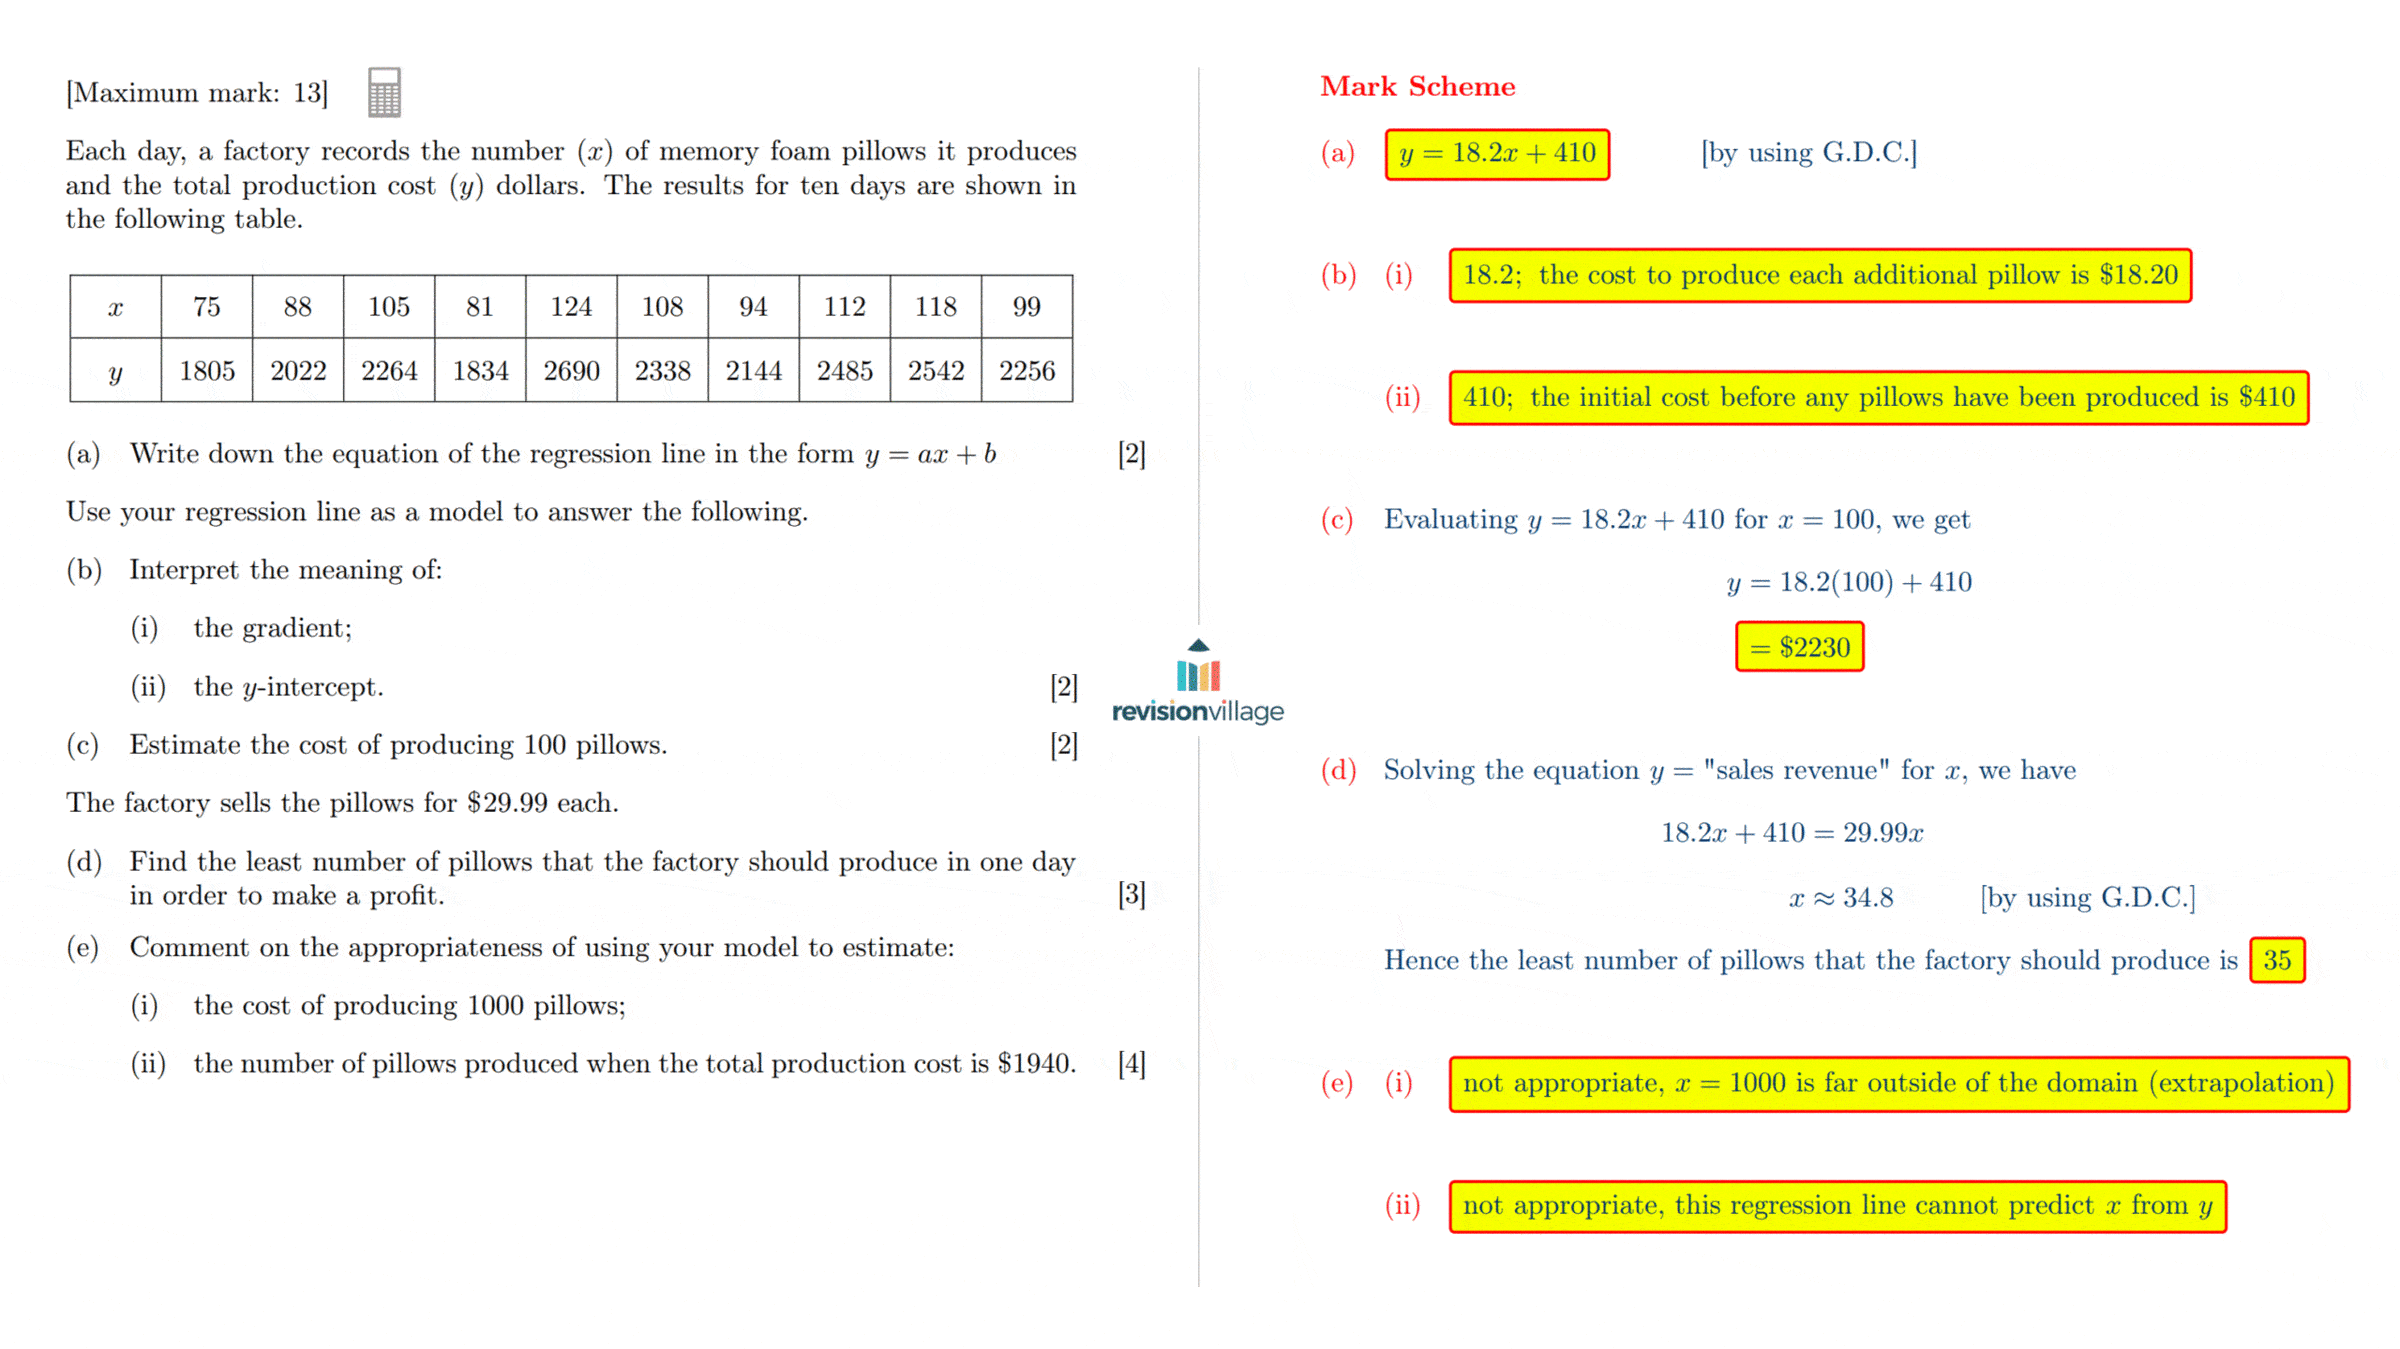 [Maximum mark: 13]
Each day, a factory records the number (x) of memory foam pillows it produces
and the total production cost (y) dollars. The results for ten days are shown in
the following table.
x 75 88 105 81 124 108 94 112 118 99
y 1805 2022 2264 1834 2690 2338 2144 2485 2542 2256
(a) Write down the equation of the regression line in the form y = ax + b [2]
Use your regression line as a model to answer the following.
(b) Interpret the meaning of:
(i) the gradient;
(ii) the y-intercept. [2]
(c) Estimate the cost of producing 100 pillows. [2]
The factory sells the pillows for $29.99 each.
(d) Find the least number of pillows that the factory should produce in one day
in order to make a profit. [3]
(e) Comment on the appropriateness of using your model to estimate:
(i) the cost of producing 1000 pillows;
(ii) the number of pillows produced when the total production cost is $1940. [4]
revisionvillage
Mark Scheme
(a) y = 18.2x + 410 [by using G.D.C.]
(b) (i) 18.2; the cost to produce each additional pillow is $18.20
(ii) 410; the initial cost before any pillows have been produced is $410
(c) Evaluating y = 18.2x + 410 for x = 100, we get
y = 18.2(100) + 410
= $2230
(d) Solving the equation y = "sales revenue" for x, we have
18.2x + 410 = 29.99x
x ≈ 34.8 [by using G.D.C.]
Hence the least number of pillows that the factory should produce is 35
(e) (i) not appropriate, x = 1000 is far outside of the domain (extrapolation)
(ii) not appropriate, this regression line cannot predict x from y